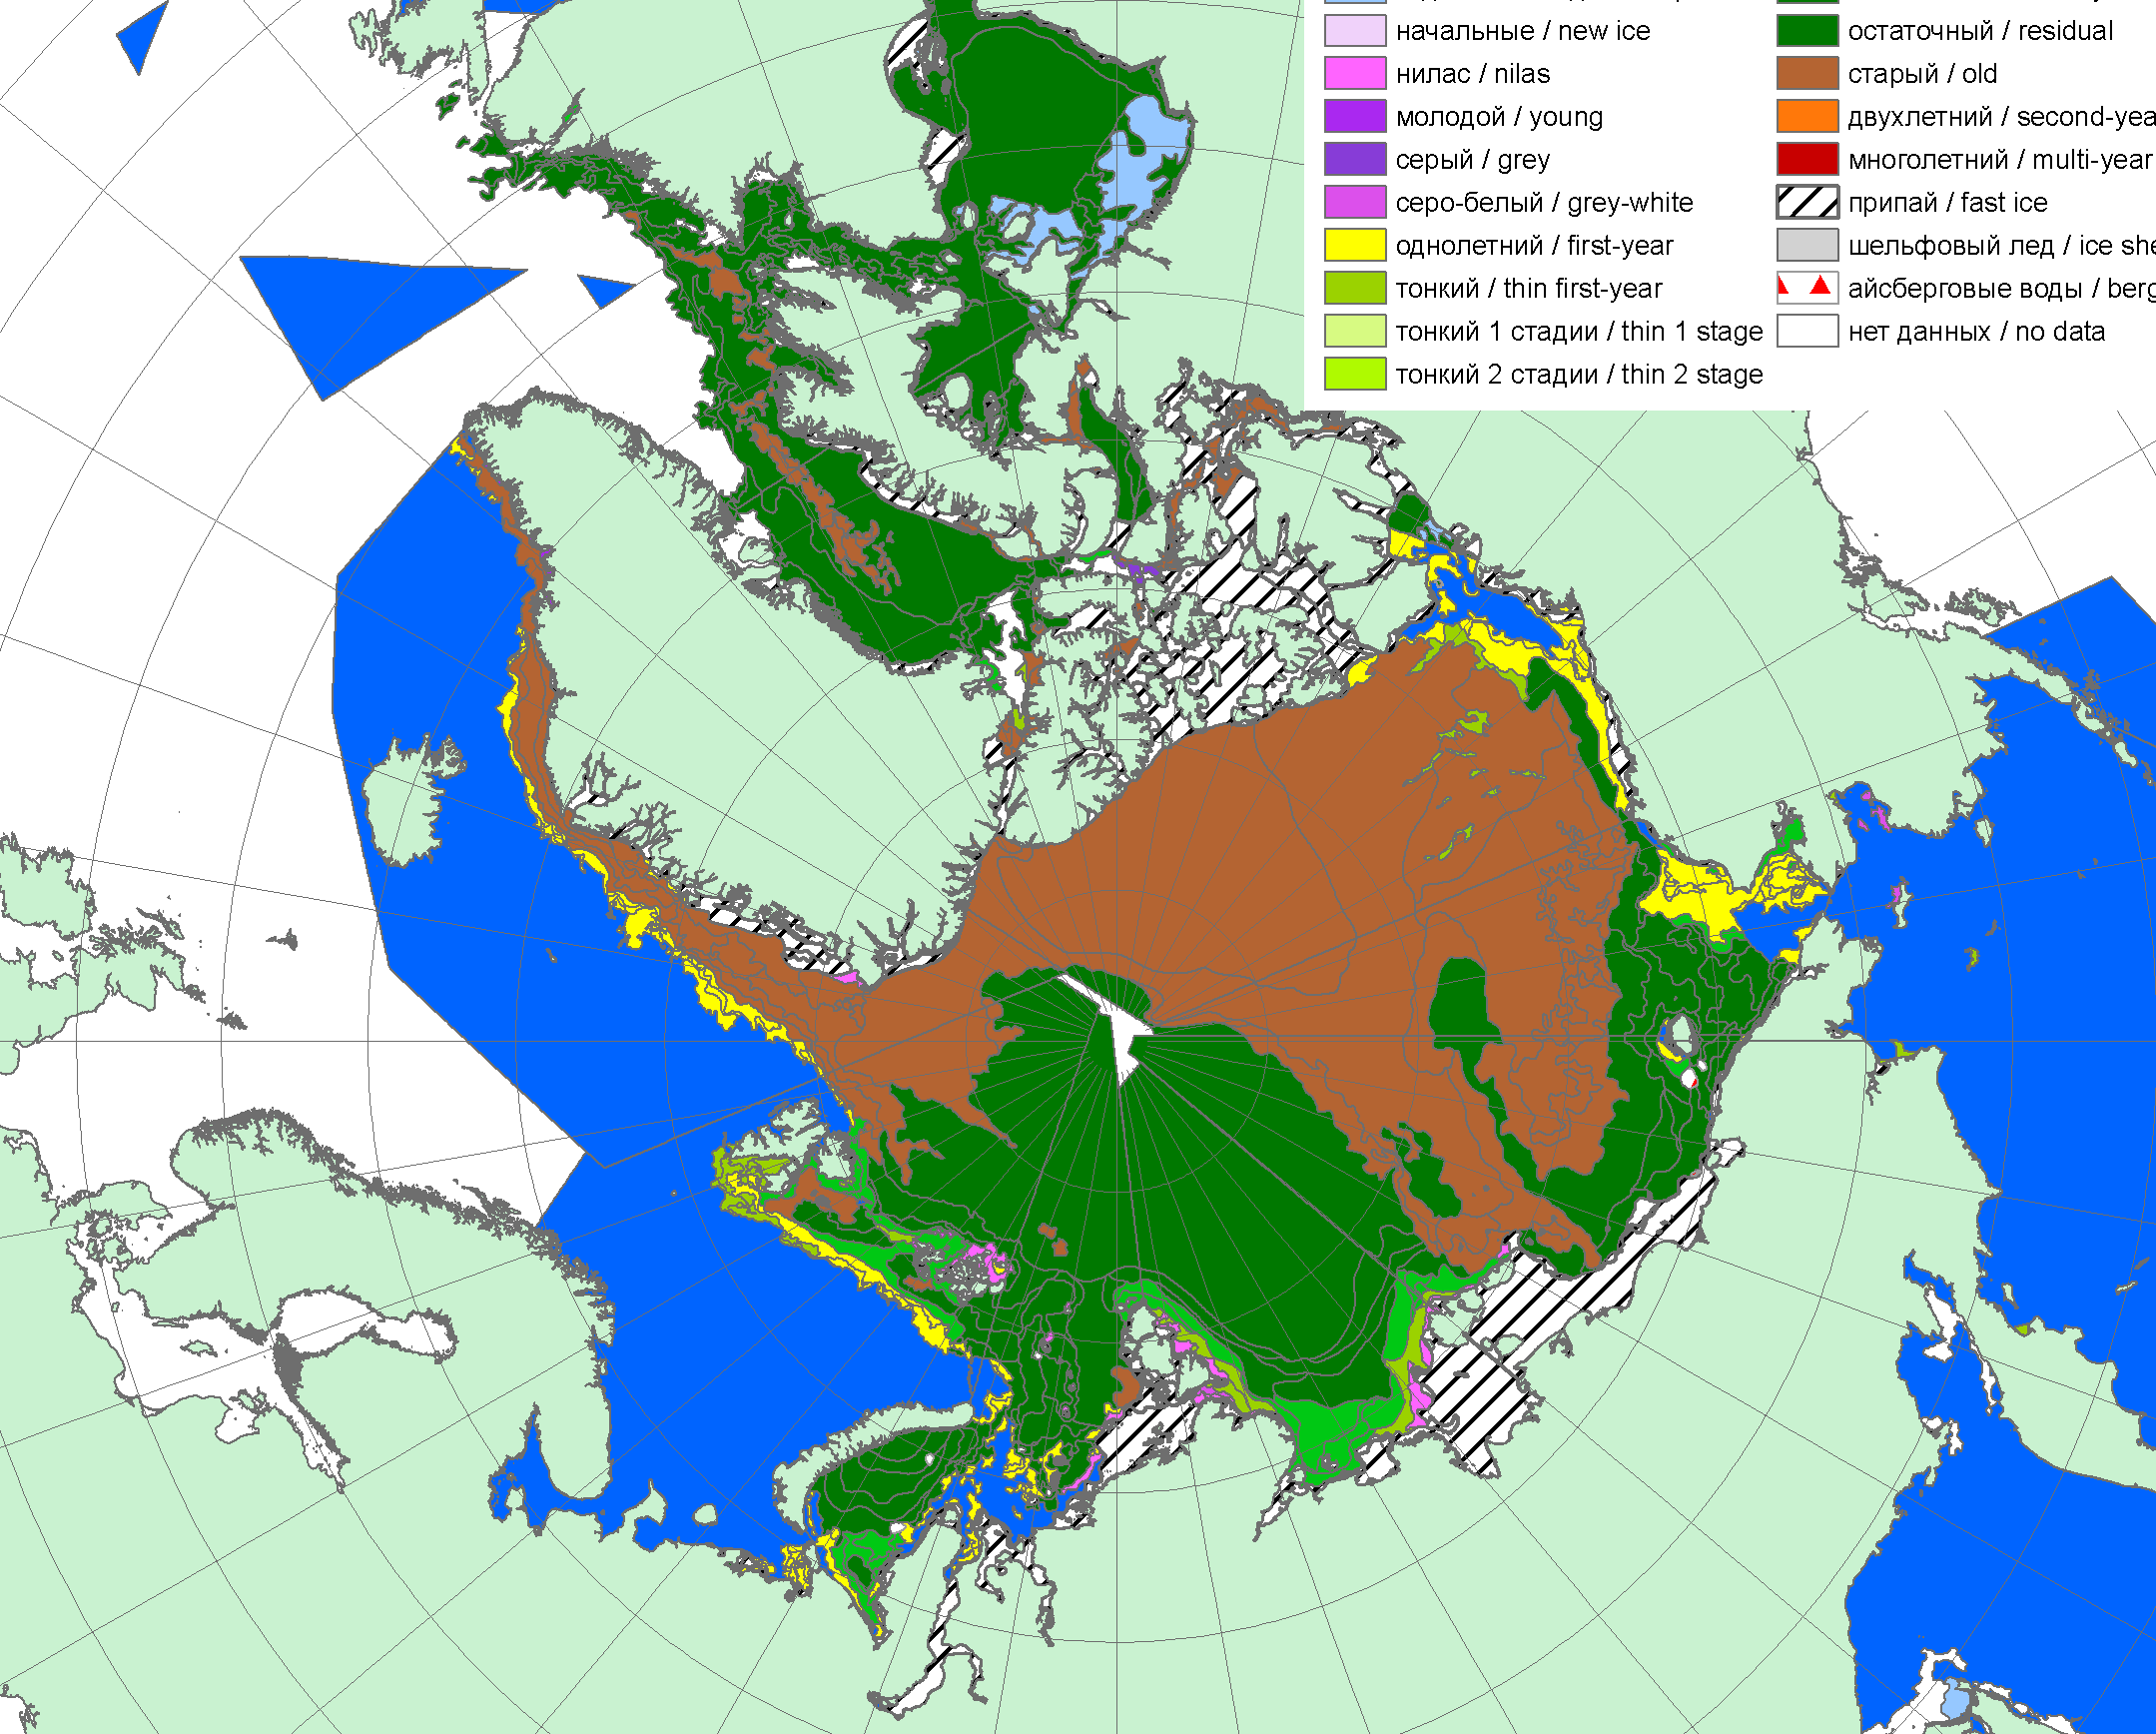 начальные / new ice
нилас / nilas
молодой / young
серый / grey
серо-белый / grey-white
однолетний / first-year
тонкий / thin first-year
тонкий 1 стадии / thin 1 stage
тонкий 2 стадии / thin 2 stage
остаточный / residual
старый / old
двухлетний / second-yea
многолетний / multi-year
припай / fast ice
шельфовый лед / ice she
айсберговые воды / berg
нет данных / no data